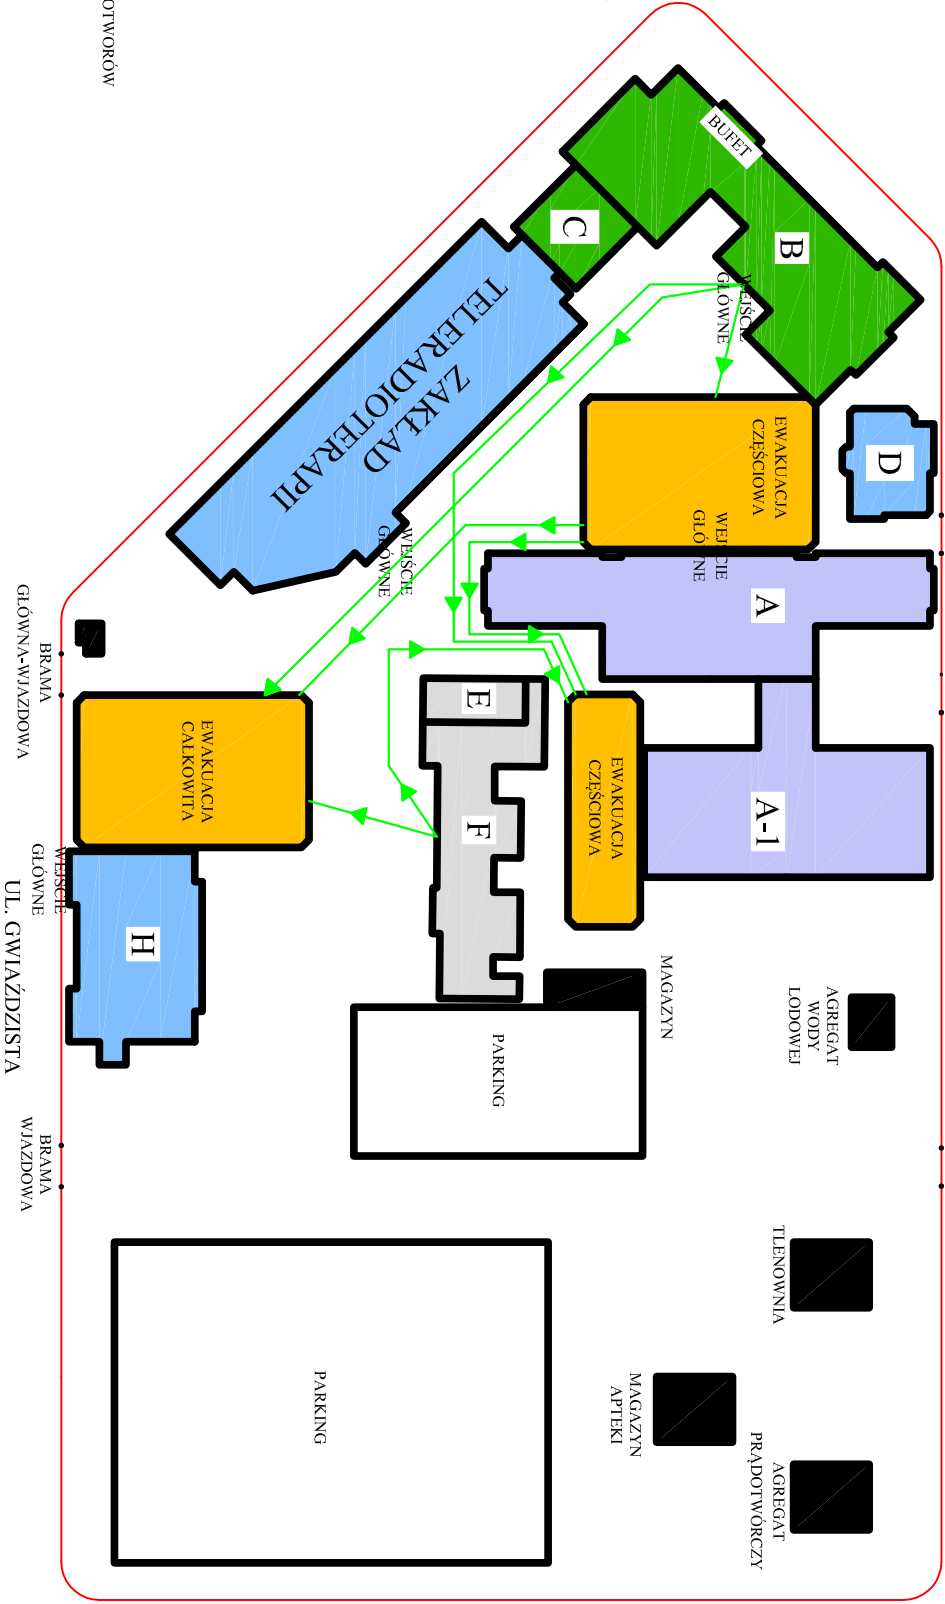 OTWORÓW
BUFET
B
C
WEJŚCIE
GŁÓWNE
ZAKŁAD
TELERADIOTERAPII
EWAKUACJA
CZĘŚCIOWA
D
WEJŚCIE
GŁÓWNE
WEJŚCIE
GŁÓWNE
A
BRAMA
GŁÓWNA-WJAZDOWA
E
EWAKUACJA
CAŁKOWITA
F
EWAKUACJA
CZĘŚCIOWA
A-1
WEJŚCIE
GŁÓWNE
H
UL. GWIAŹDZISTA
MAGAZYN
AGREGAT
WODY
LODOWEJ
PARKING
BRAMA
WJAZDOWA
TLENOWNIA
PARKING
MAGAZYN
APTEKI
AGREGAT
PRĄDOTWÓRCZY